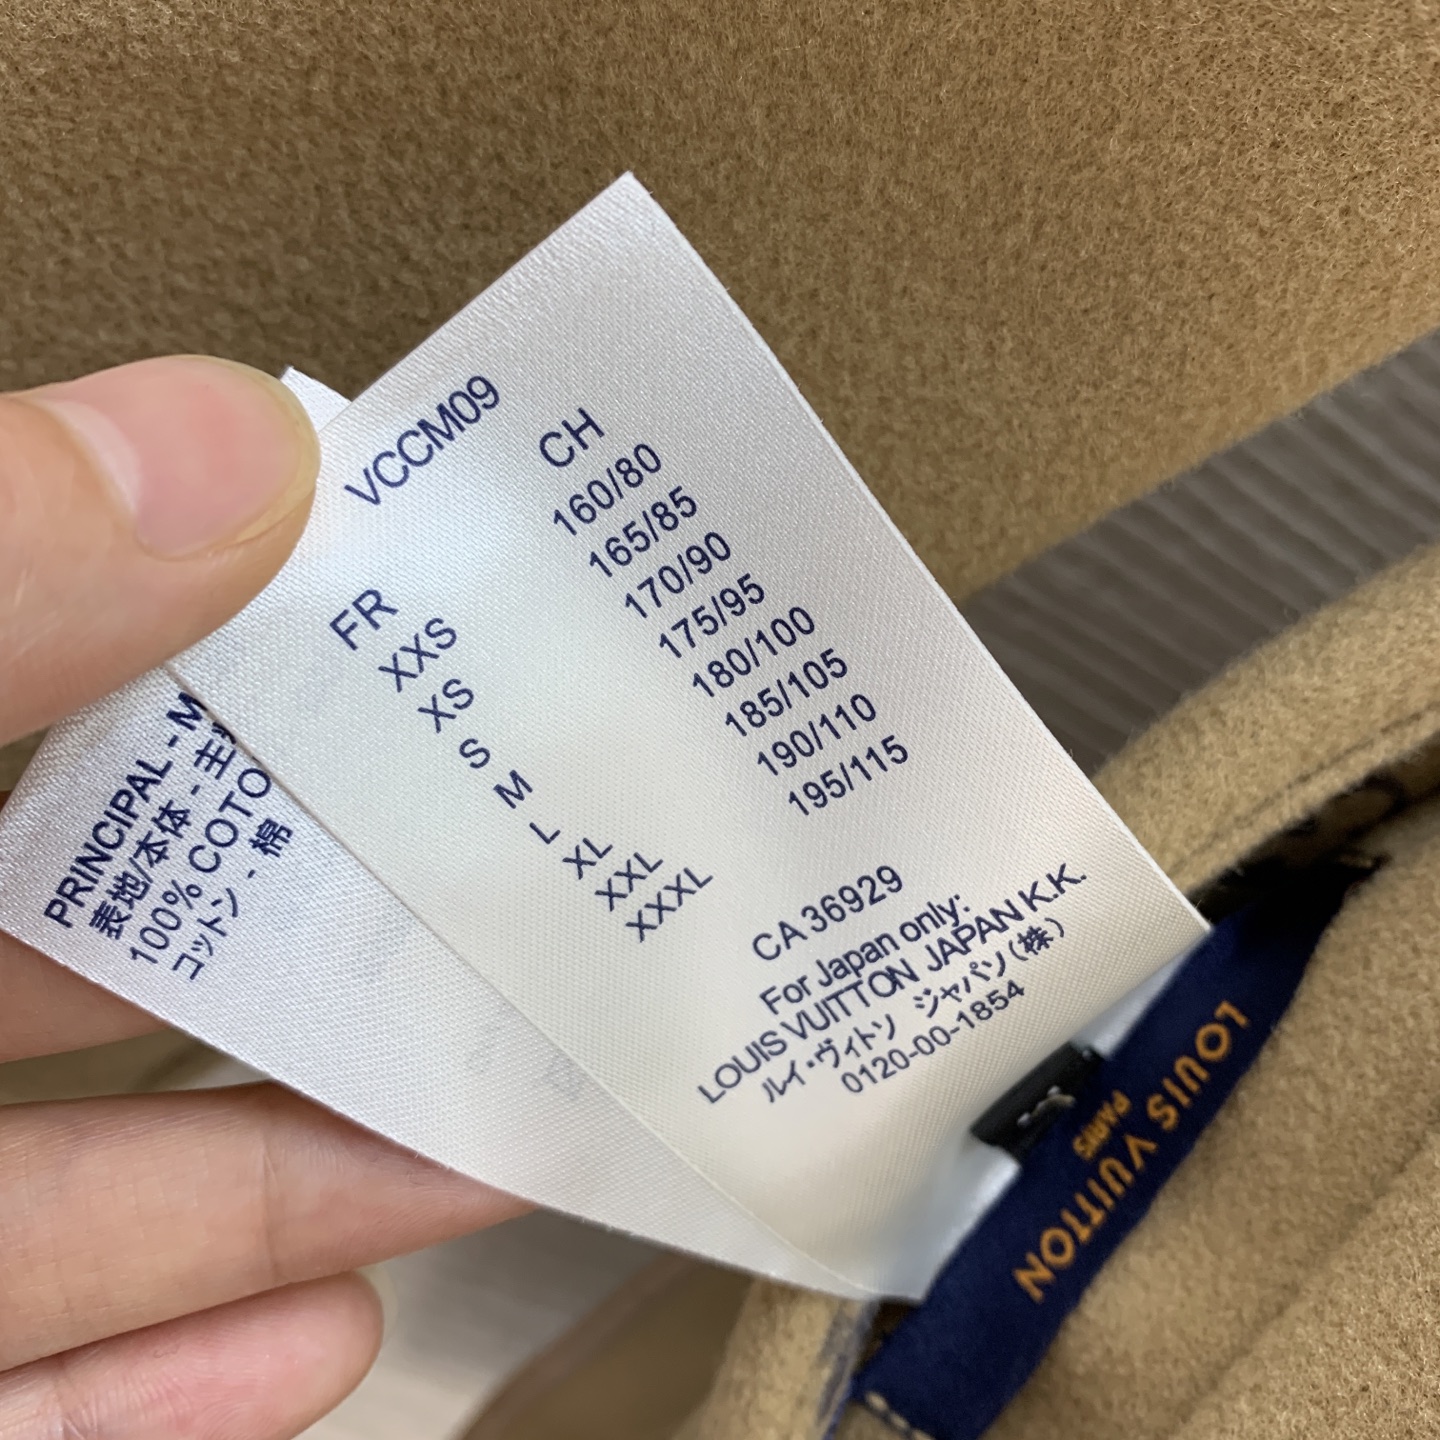 VCCM09
FR CH
XXS 160/80
XS 165/85
S 170/90
M 175/95
L 180/100
XL 185/105
XXL 190/110
XXXL 195/115
CA 36929
For Japan only:
LOUIS VUITTON JAPAN K.K.
ルイ・ヴィトン ジャパン(株)
0120-00-1854
PRINCIPAL - M
表地/本体 - 主
100% COTO
コットン - 棉
LOUIS VUITTON
PARIS